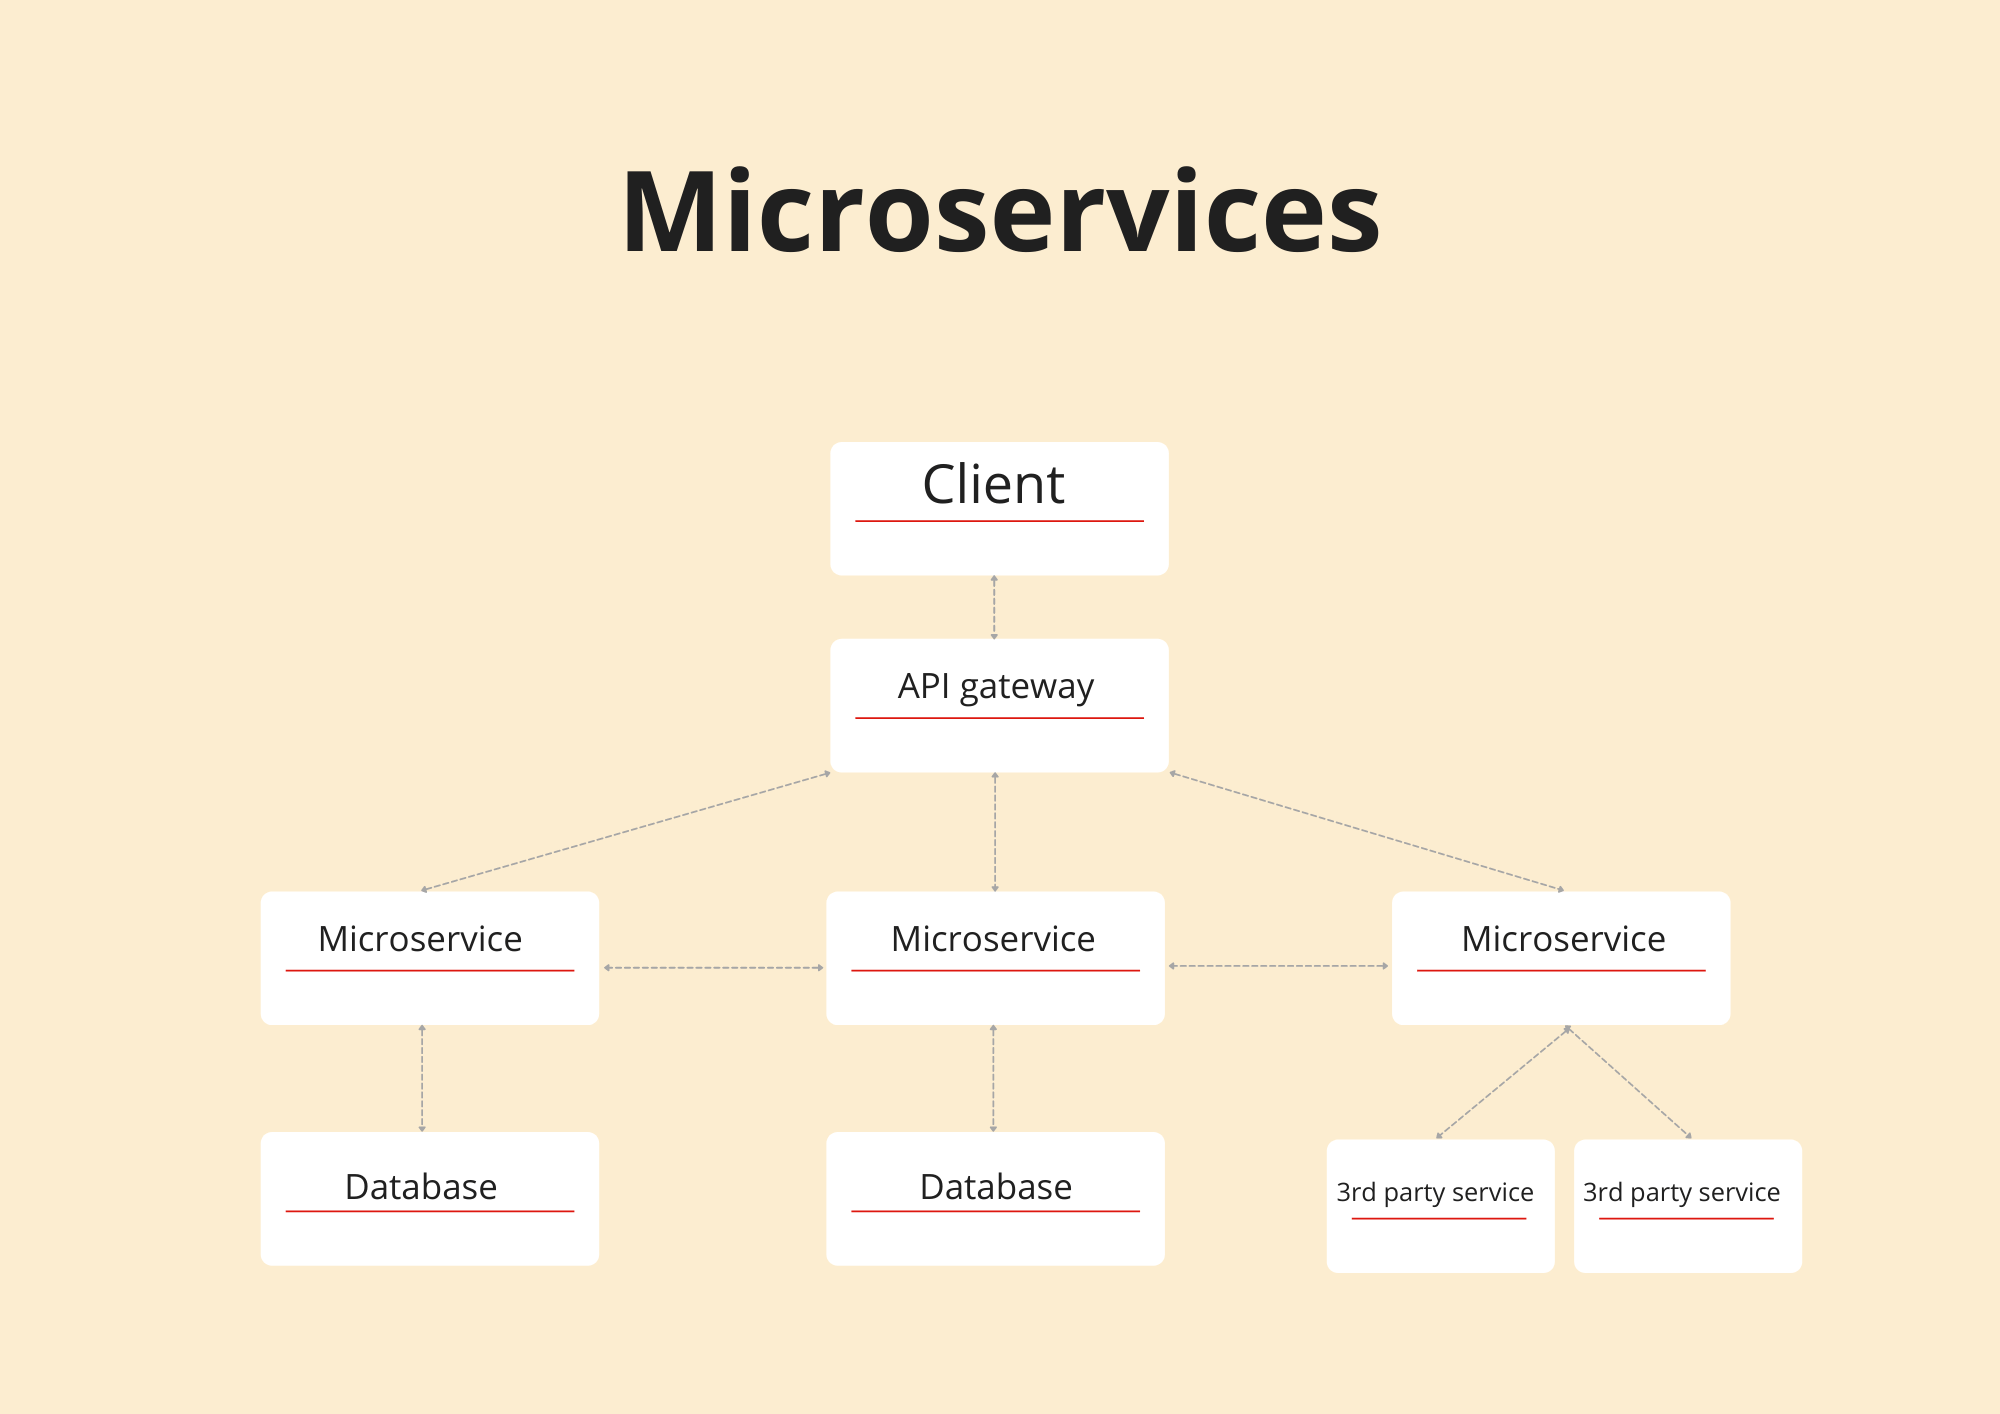 Microservices
Client
API gateway
Microservice
Microservice
Microservice
Database
Database
3rd party service
3rd party service